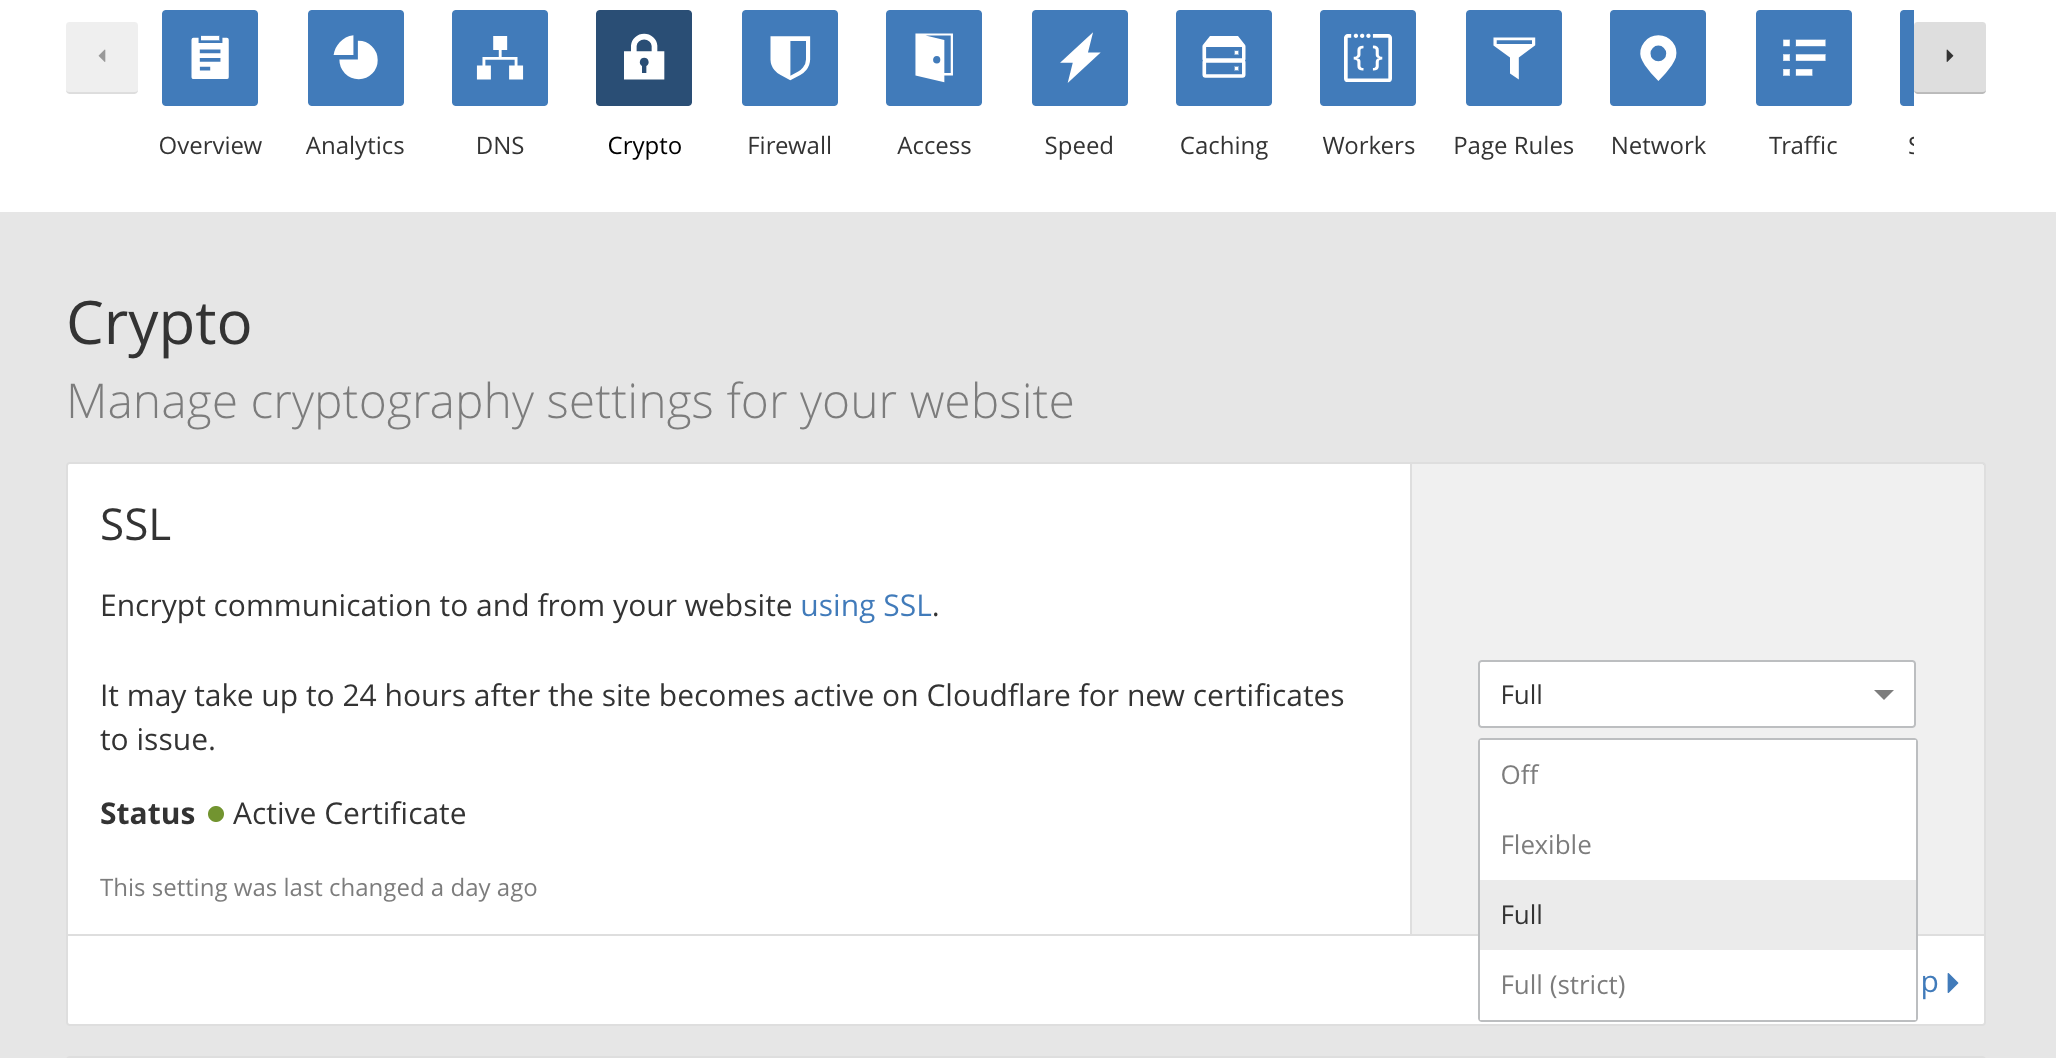 Overview Analytics DNS Crypto Firewall Access Speed Caching Workers Page Rules Network Traffic
Crypto
Manage cryptography settings for your website
SSL
Encrypt communication to and from your website using SSL.
It may take up to 24 hours after the site becomes active on Cloudflare for new certificates
to issue.
Status Active Certificate
This setting was last changed a day ago
Full
Off
Flexible
Full
Full (strict)